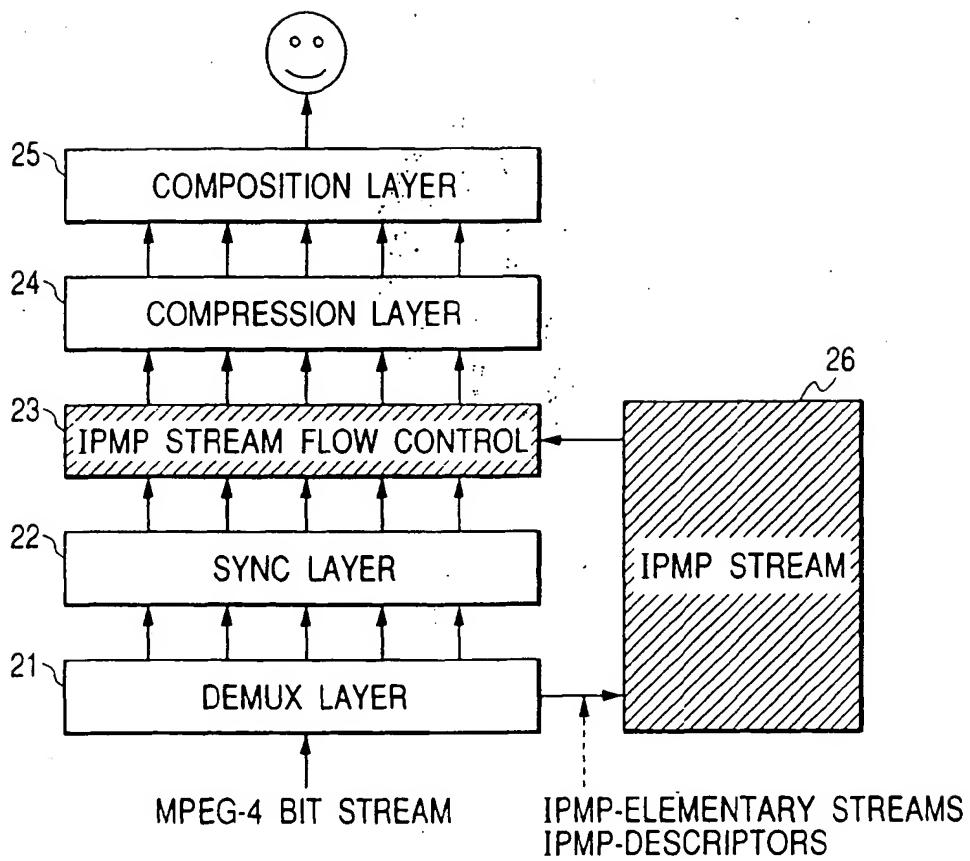 25
COMPOSITION LAYER
24
COMPRESSION LAYER
26
23
IPMP STREAM FLOW CONTROL
22
SYNC LAYER
IPMP STREAM
21
DEMUX LAYER
MPEG-4 BIT STREAM
IPMP-ELEMENTARY STREAMS
IPMP-DESCRIPTORS